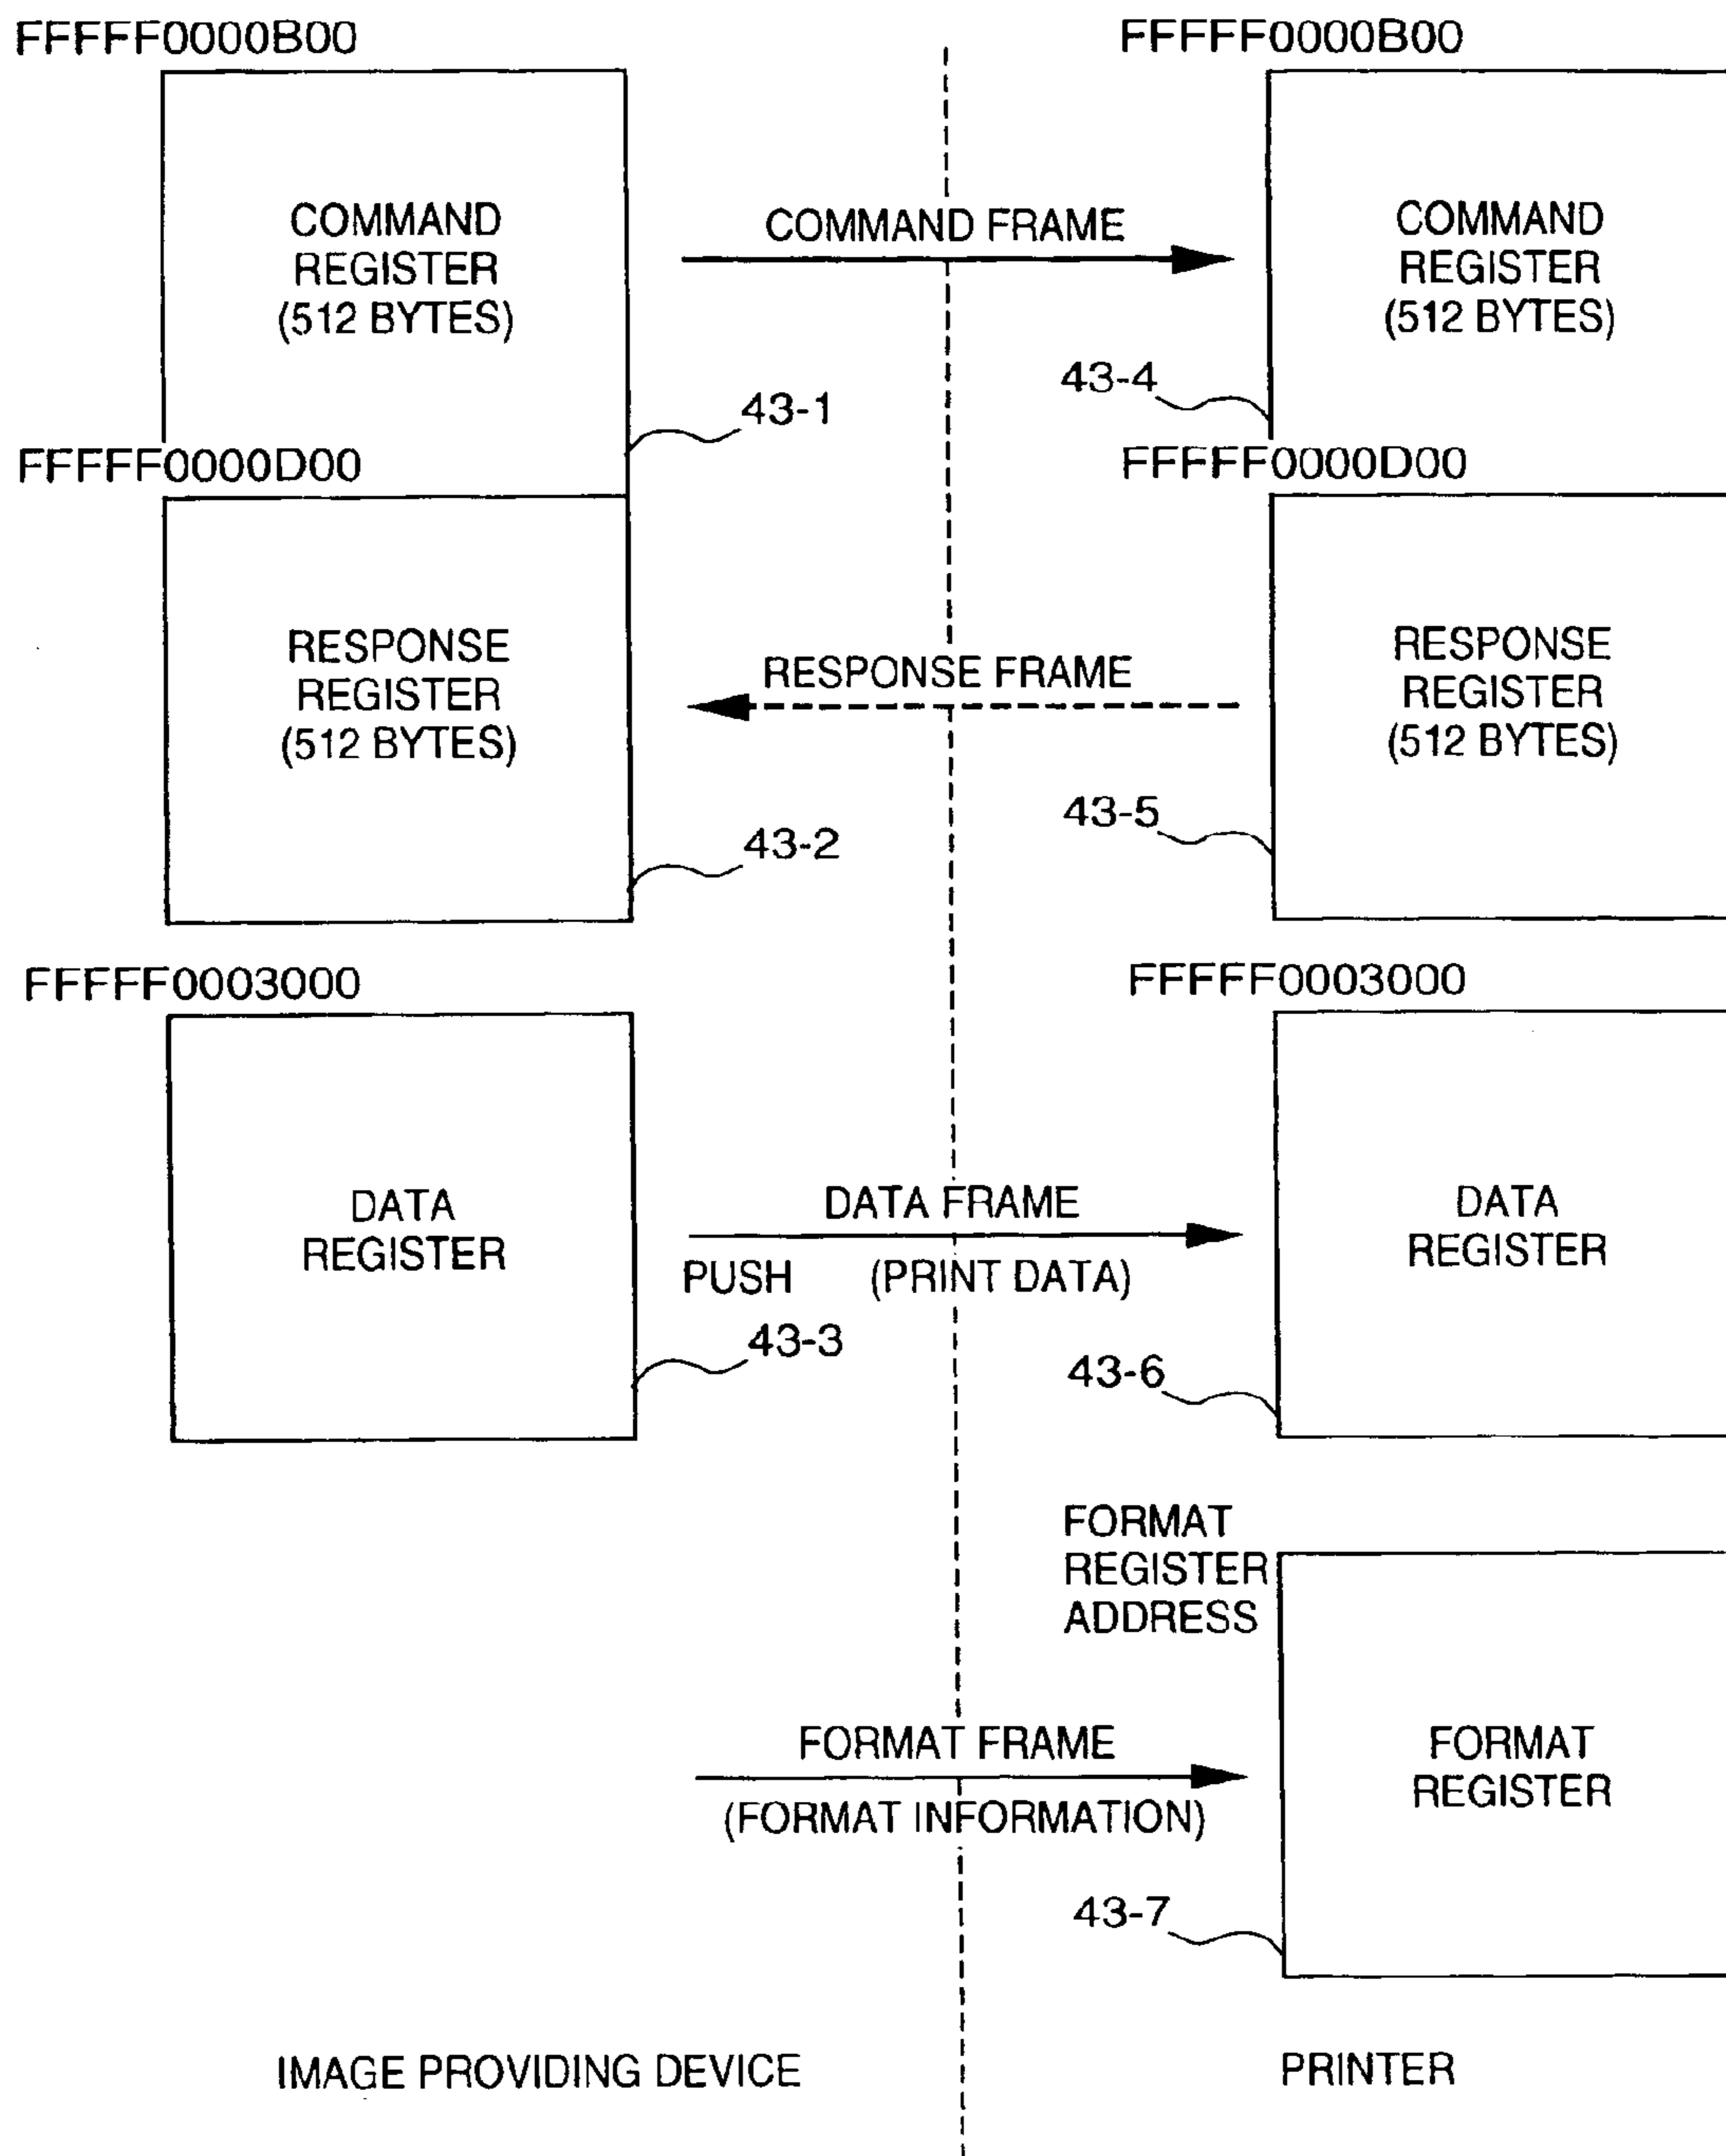 FFFFF0000B00
FFFFF0000B00
COMMAND
REGISTER
(512 BYTES)
COMMAND FRAME
COMMAND
REGISTER
(512 BYTES)
43-1
43-4
FFFFF0000D00
FFFFF0000D00
RESPONSE
REGISTER
(512 BYTES)
RESPONSE FRAME
RESPONSE
REGISTER
(512 BYTES)
43-2
43-5
FFFFF0003000
FFFFF0003000
DATA
REGISTER
DATA FRAME
PUSH (PRINT DATA)
DATA
REGISTER
43-3
43-6
FORMAT
REGISTER
ADDRESS
FORMAT FRAME
(FORMAT INFORMATION)
FORMAT
REGISTER
43-7
IMAGE PROVIDING DEVICE
PRINTER